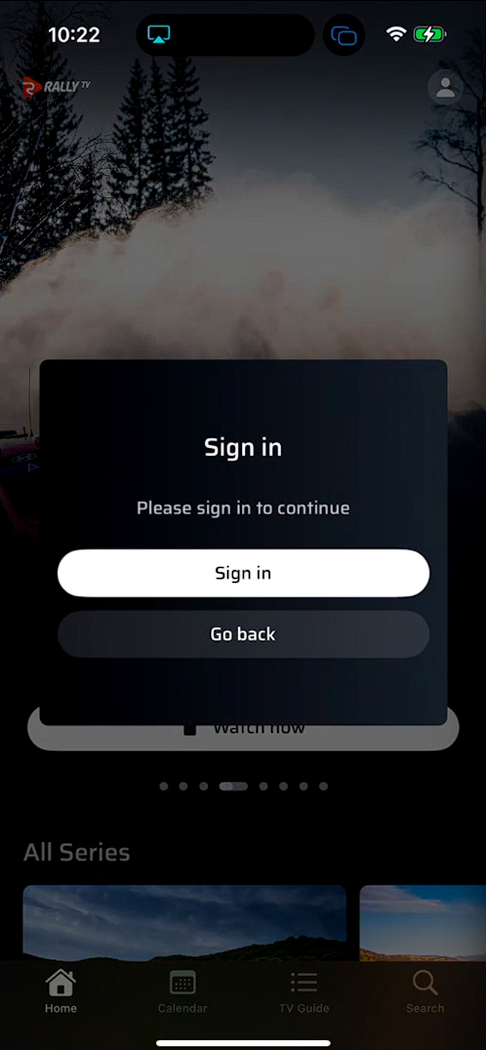 10:22
RALLY TV
Sign in
Please sign in to continue
Sign in
Go back
Watch now
All Series
Home
Calendar
TV Guide
Search